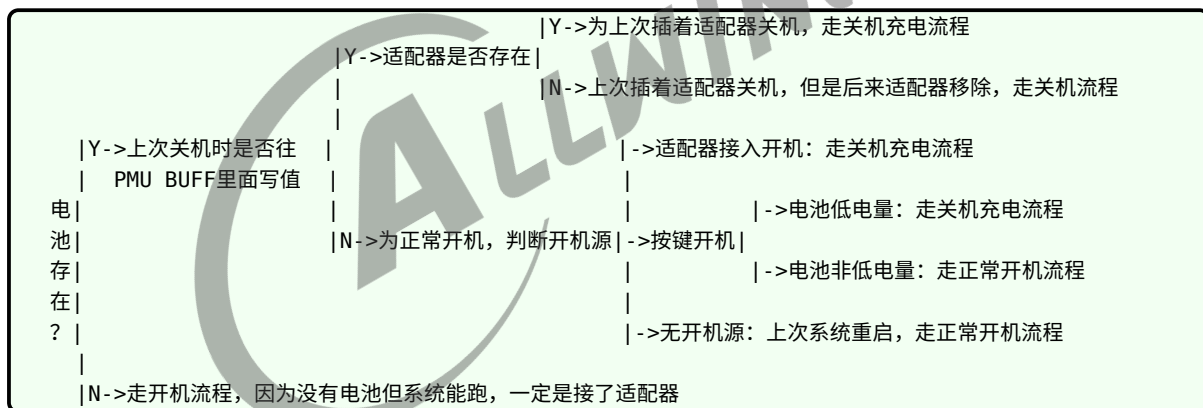 |Y->为上次插着适配器关机，走关机充电流程
|Y->适配器是否存在|
| |N->上次插着适配器关机，但是后来适配器移除，走关机流程
|
|Y->上次关机时是否往 | |->适配器接入开机：走关机充电流程
| PMU BUFF里面写值 | |
电| | | |->电池低电量：走关机充电流程
池| |N->为正常开机，判断开机源|->按键开机|
存| | |->电池非低电量：走正常开机流程
在| |
？| |->无开机源：上次系统重启，走正常开机流程
|
|N->走开机流程，因为没有电池但系统能跑，一定是接了适配器